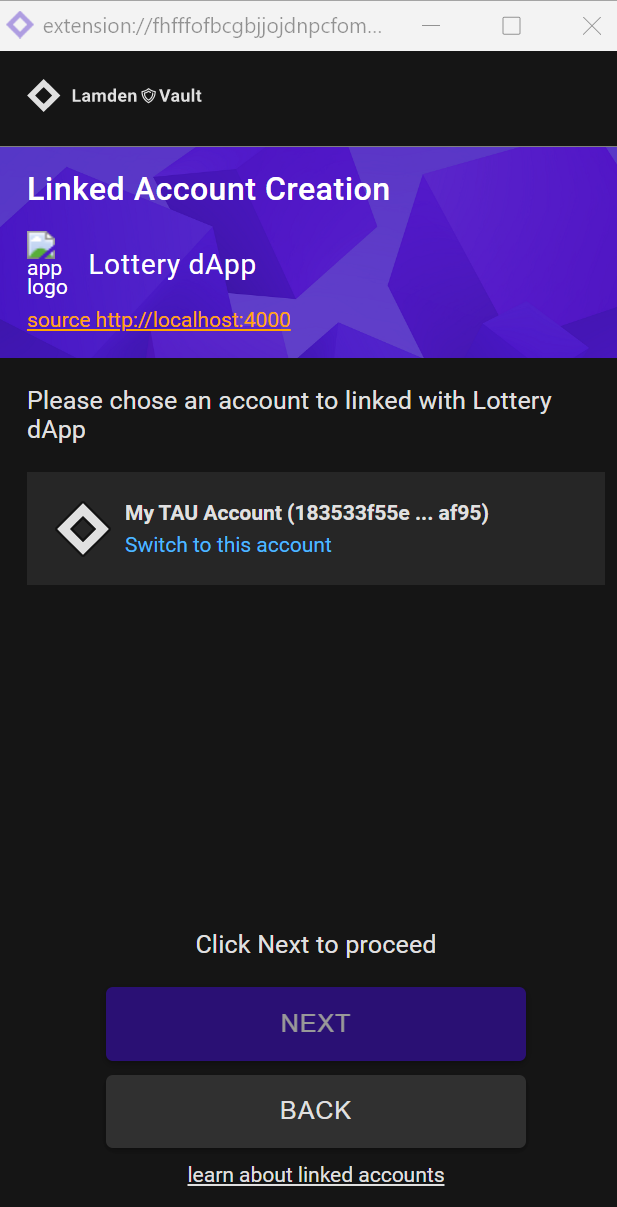 extension://fhfffofbcgbjjojdnpcfom...
Lamden Vault
Linked Account Creation
app
logo
Lottery dApp
source http://localhost:4000
Please chose an account to linked with Lottery
dApp
My TAU Account (183533f55e ... af95)
Switch to this account
Click Next to proceed
NEXT
BACK
learn about linked accounts